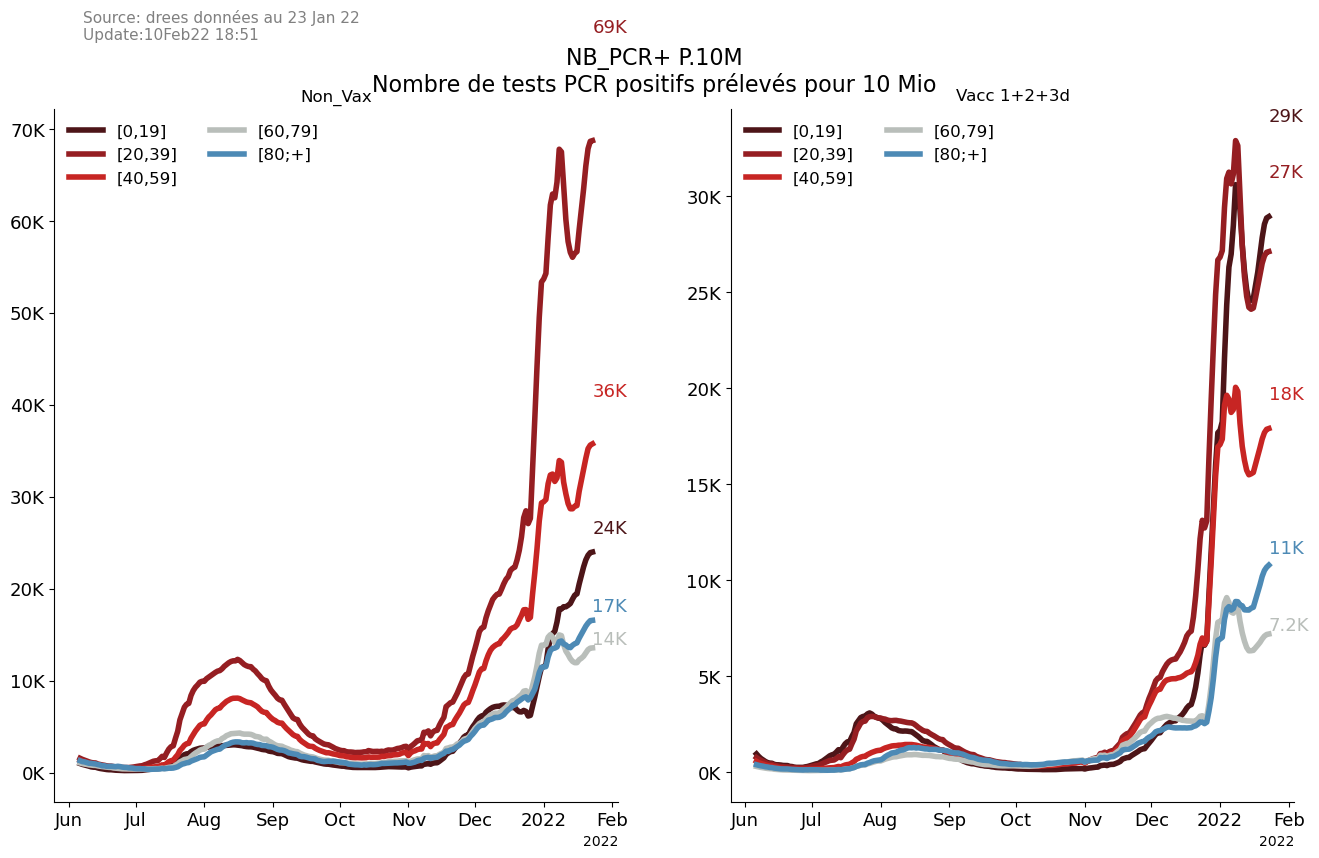 Source: drees données au 23 Jan 22
Update:10Feb22 18:51
NB_PCR+ P.10M
Nombre de tests PCR positifs prélevés pour 10 Mio
Non_Vax
[0,19]
[20,39]
[40,59]
[60,79]
[80;+]
70K
60K
50K
40K
30K
20K
10K
0K
69K
36K
24K
17K
14K
Jun Jul Aug Sep Oct Nov Dec 2022 Feb
2022
Vacc 1+2+3d
[0,19]
[20,39]
[40,59]
[60,79]
[80;+]
30K
25K
20K
15K
10K
5K
0K
29K
27K
18K
11K
7.2K
Jun Jul Aug Sep Oct Nov Dec 2022 Feb
2022